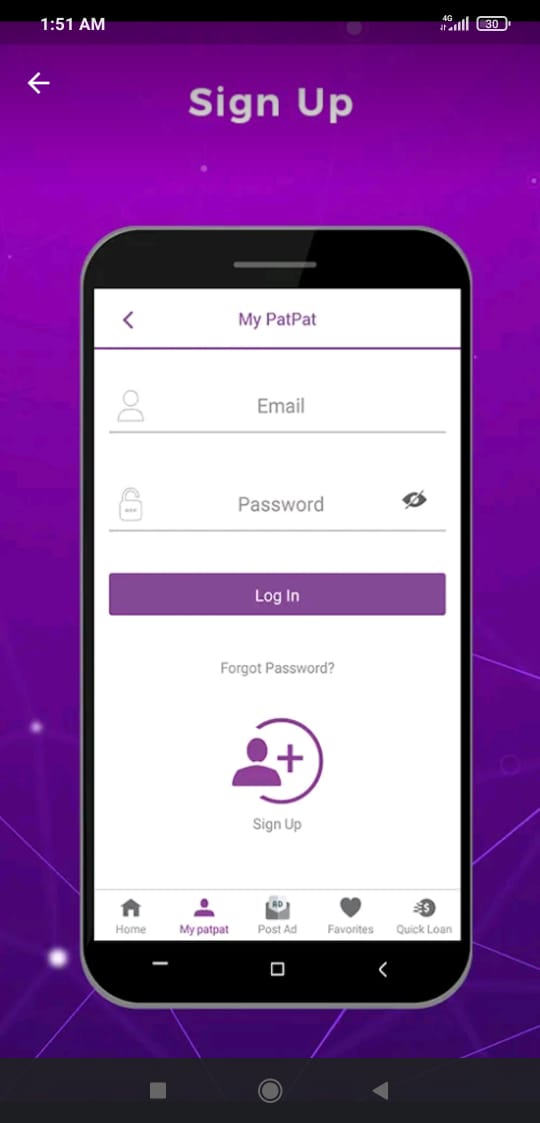 1:51 AM 4G 30
Sign Up
My PatPat
Email
Password
Log In
Forgot Password?
Sign Up
AD
Home My patpat Post Ad Favorites Quick Loan